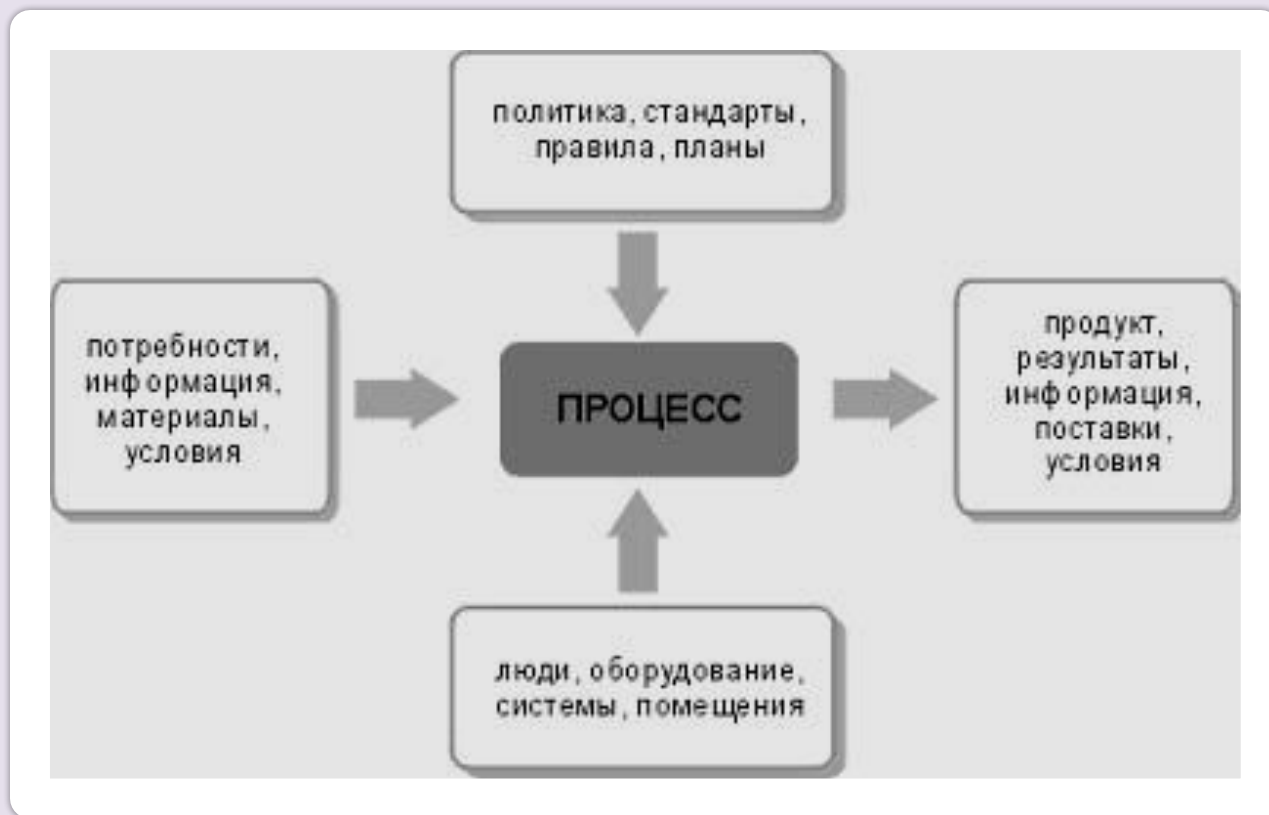 политика, стандарты,
правила, планы
потребности,
информация,
материалы,
условия
ПРОЦЕСС
продукт,
результаты,
информация,
поставки,
условия
люди, оборудование,
системы, помещения